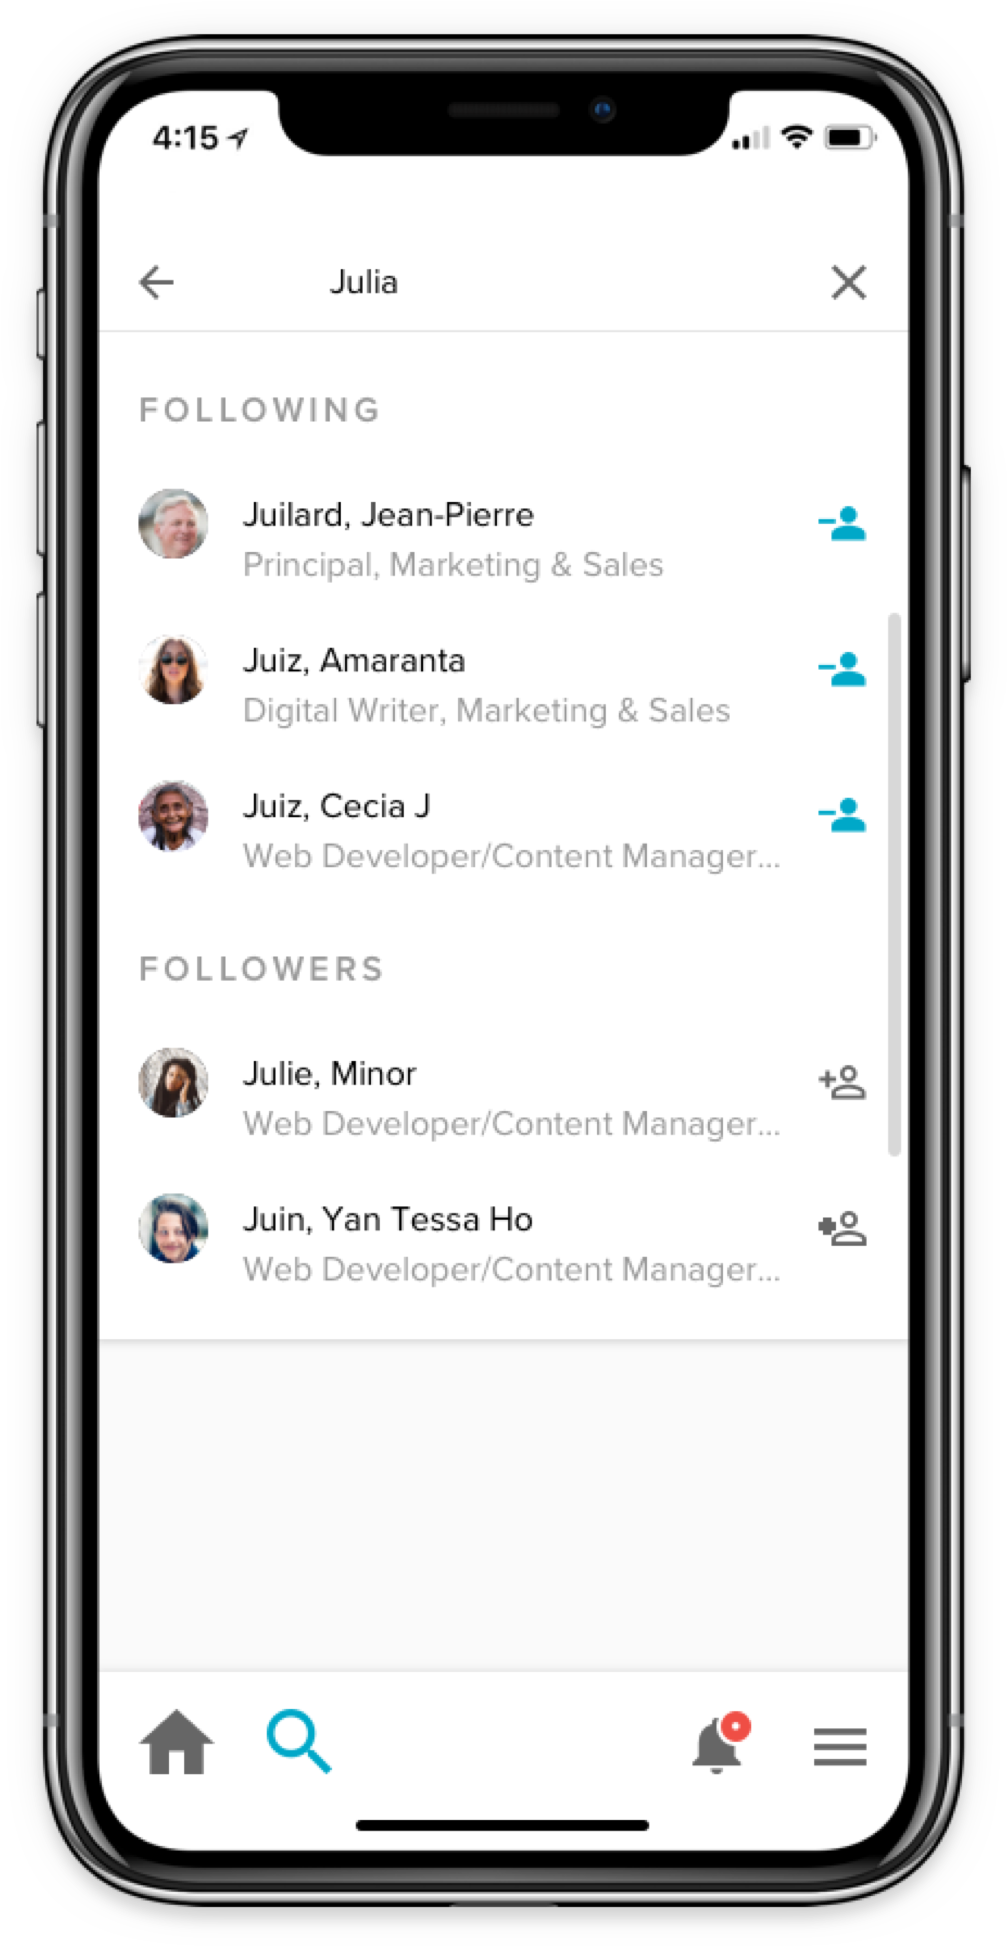 4:15
Julia
FOLLOWING
Juilard, Jean-Pierre
Principal, Marketing & Sales
Juiz, Amaranta
Digital Writer, Marketing & Sales
Juiz, Cecia J
Web Developer/Content Manager...
FOLLOWERS
Julie, Minor
Web Developer/Content Manager...
Juin, Yan Tessa Ho
Web Developer/Content Manager...